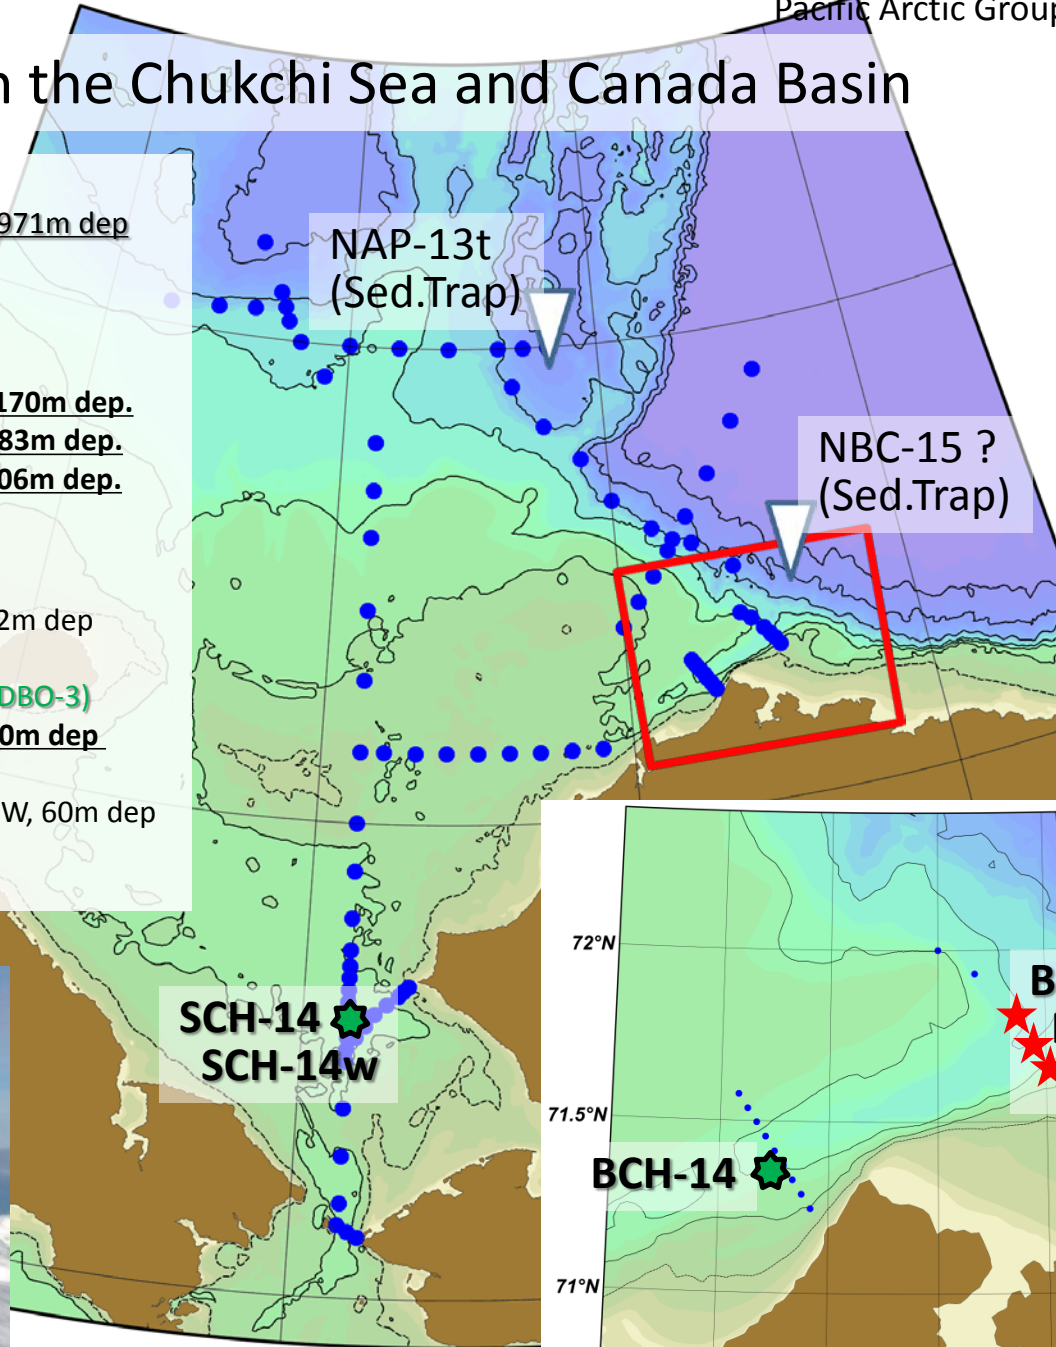 Pacific Arctic Group
the Chukchi Sea and Canada Basin
971m dep
NAP-13t
(Sed.Trap)
170m dep.
83m dep.
06m dep.
NBC-15 ?
(Sed.Trap)
2m dep
DBO-3)
0m dep
W, 60m dep
SCH-14
SCH-14w
72°N
B
71.5°N
BCH-14
71°N